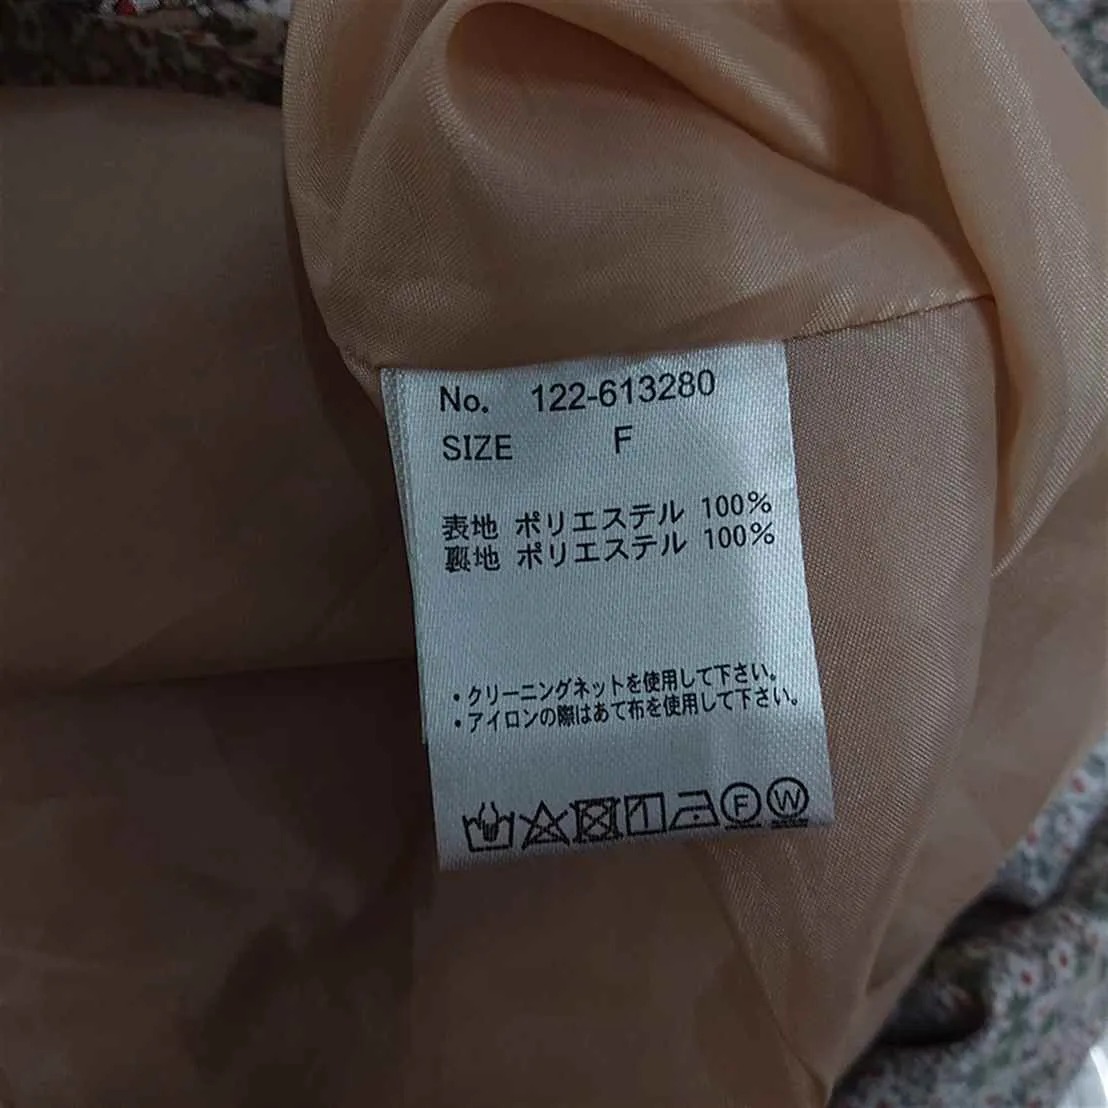 No. 122-613280
SIZE F
表地 ポリエステル 100%
裏地 ポリエステル 100%
・クリーニングネットを使用して下さい。
・アイロンの際はあて布を使用して下さい。
F W